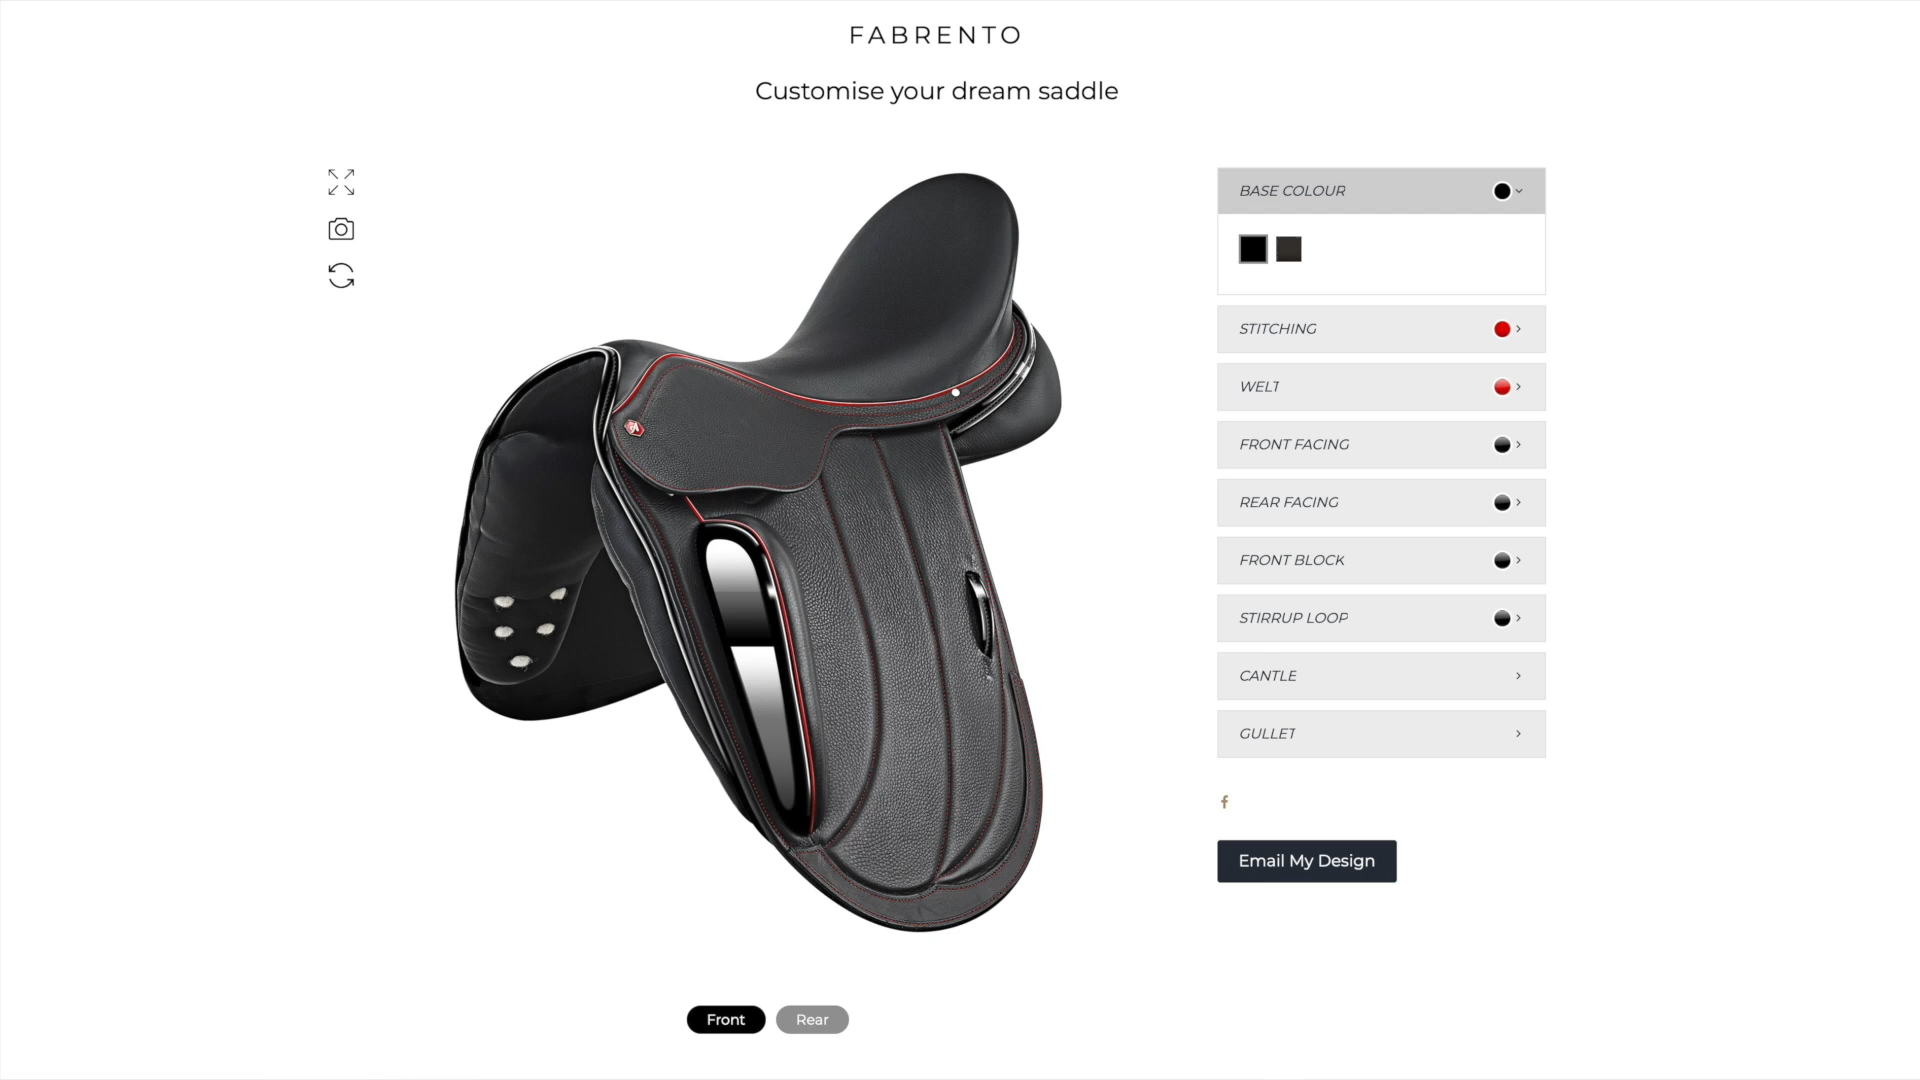 FABRENTO
Customise your dream saddle
BASE COLOUR
STITCHING
WELT
FRONT FACING
REAR FACING
FRONT BLOCK
STIRRUP LOOP
CANTLE
GULLET
Email My Design
Front
Rear